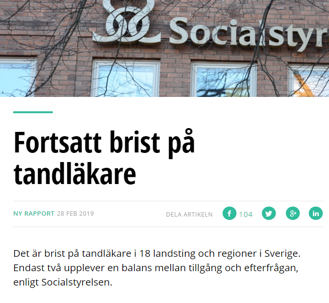 Socialstyr
Fortsatt brist på
tandläkare
NY RAPPORT 28 FEB 2019
DELA ARTIKELN
104
Det är brist på tandläkare i 18 landsting och regioner i Sverige.
Endast två upplever en balans mellan tillgång och efterfrågan,
enligt Socialstyrelsen.